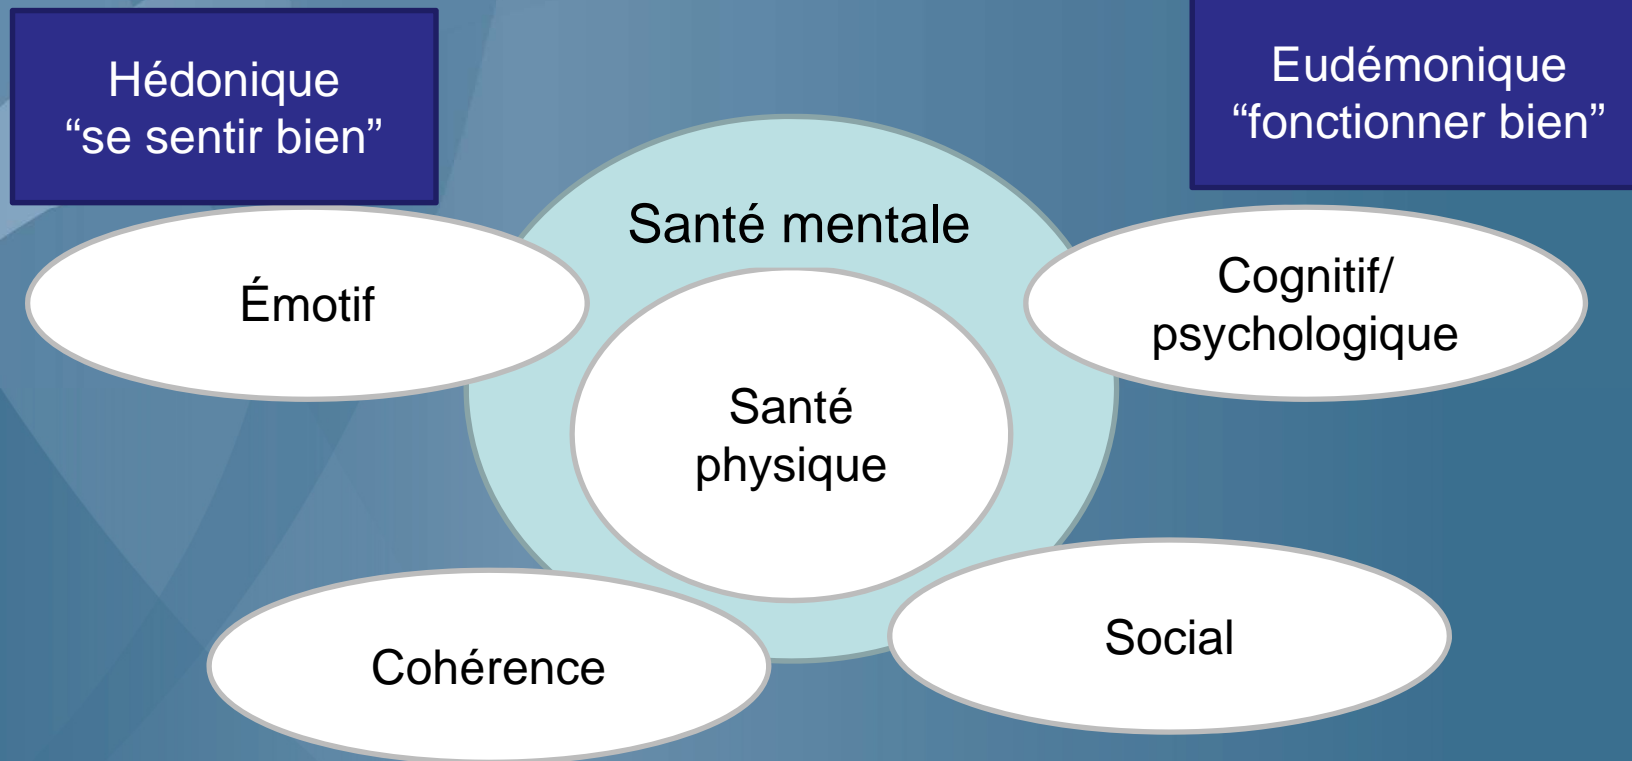 Hédonique
“se sentir bien”
Eudémonique
“fonctionner bien”
Santé mentale
Émotif
Cognitif/
psychologique
Santé
physique
Cohérence
Social